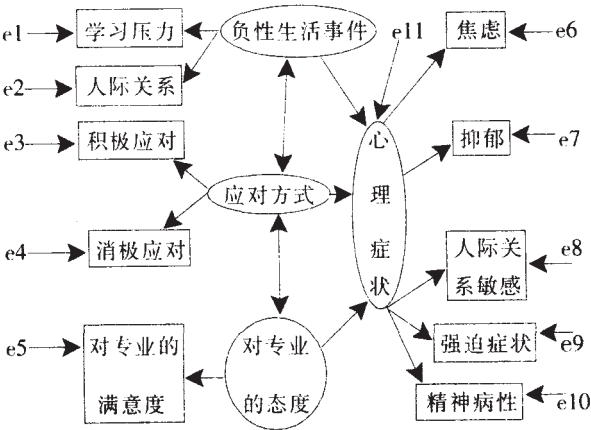 e1
学习压力
负性生活事件
e11
焦虑
e6
e2
人际关系
e3
积极应对
心理症状
抑郁
e7
应对方式
e4
消极应对
人际关
系敏感
e8
e5
对专业的
满意度
对专业
的态度
强迫症状
e9
精神病性
e10